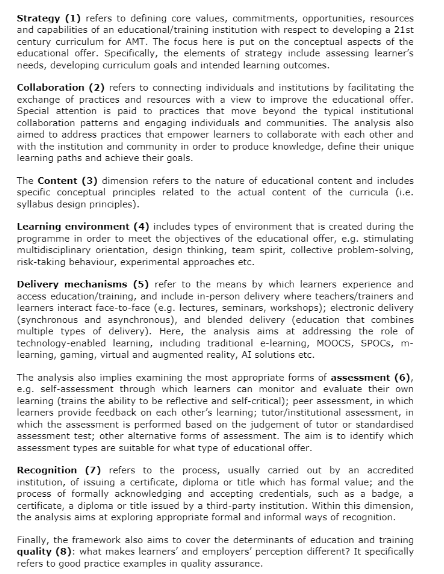 Strategy (1) refers to defining core values, commitments, opportunities, resources
and capabilities of an educational/training institution with respect to developing a 21st
century curriculum for AMT. The focus here is put on the conceptual aspects of the
educational offer. Specifically, the elements of strategy include assessing learner's
needs, developing curriculum goals and intended learning outcomes.
Collaboration (2) refers to connecting individuals and institutions by facilitating the
exchange of practices and resources with a view to improve the educational offer.
Special attention is paid to practices that move beyond the typical institutional
collaboration patterns and engaging individuals and communities. The analysis also
aimed to address practices that empower learners to collaborate with each other and
with the institution and community in order to produce knowledge, define their unique
learning paths and achieve their goals.
The Content (3) dimension refers to the nature of educational content and includes
specific conceptual principles related to the actual content of the curricula (i.e.
syllabus design principles).
Learning environment (4) includes types of environment that is created during the
programme in order to meet the objectives of the educational offer, e.g. stimulating
multidisciplinary orientation, design thinking, team spirit, collective problem-solving,
risk-taking behaviour, experimental approaches etc.
Delivery mechanisms (5) refer to the means by which learners experience and
access education/training, and include in-person delivery where teachers/trainers and
learners interact face-to-face (e.g. lectures, seminars, workshops); electronic delivery
(synchronous and asynchronous), and blended delivery (education that combines
multiple types of delivery). Here, the analysis aims at addressing the role of
technology-enabled learning, including traditional e-learning, MOOCS, SPOCs, m-
learning, gaming, virtual and augmented reality, AI solutions etc.
The analysis also implies examining the most appropriate forms of assessment (6),
e.g. self-assessment through which learners can monitor and evaluate their own
learning (trains the ability to be reflective and self-critical); peer assessment, in which
learners provide feedback on each other's learning; tutor/institutional assessment, in
which the assessment is performed based on the judgement of tutor or standardised
assessment test; other alternative forms of assessment. The aim is to identify which
assessment types are suitable for what type of educational offer.
Recognition (7) refers to the process, usually carried out by an accredited
institution, of issuing a certificate, diploma or title which has formal value; and the
process of formally acknowledging and accepting credentials, such as a badge, a
certificate, a diploma or title issued by a third-party institution. Within this dimension,
the analysis aims at exploring appropriate formal and informal ways of recognition.
Finally, the framework also aims to cover the determinants of education and training
quality (8): what makes learners' and employers' perception different? It specifically
refers to good practice examples in quality assurance.